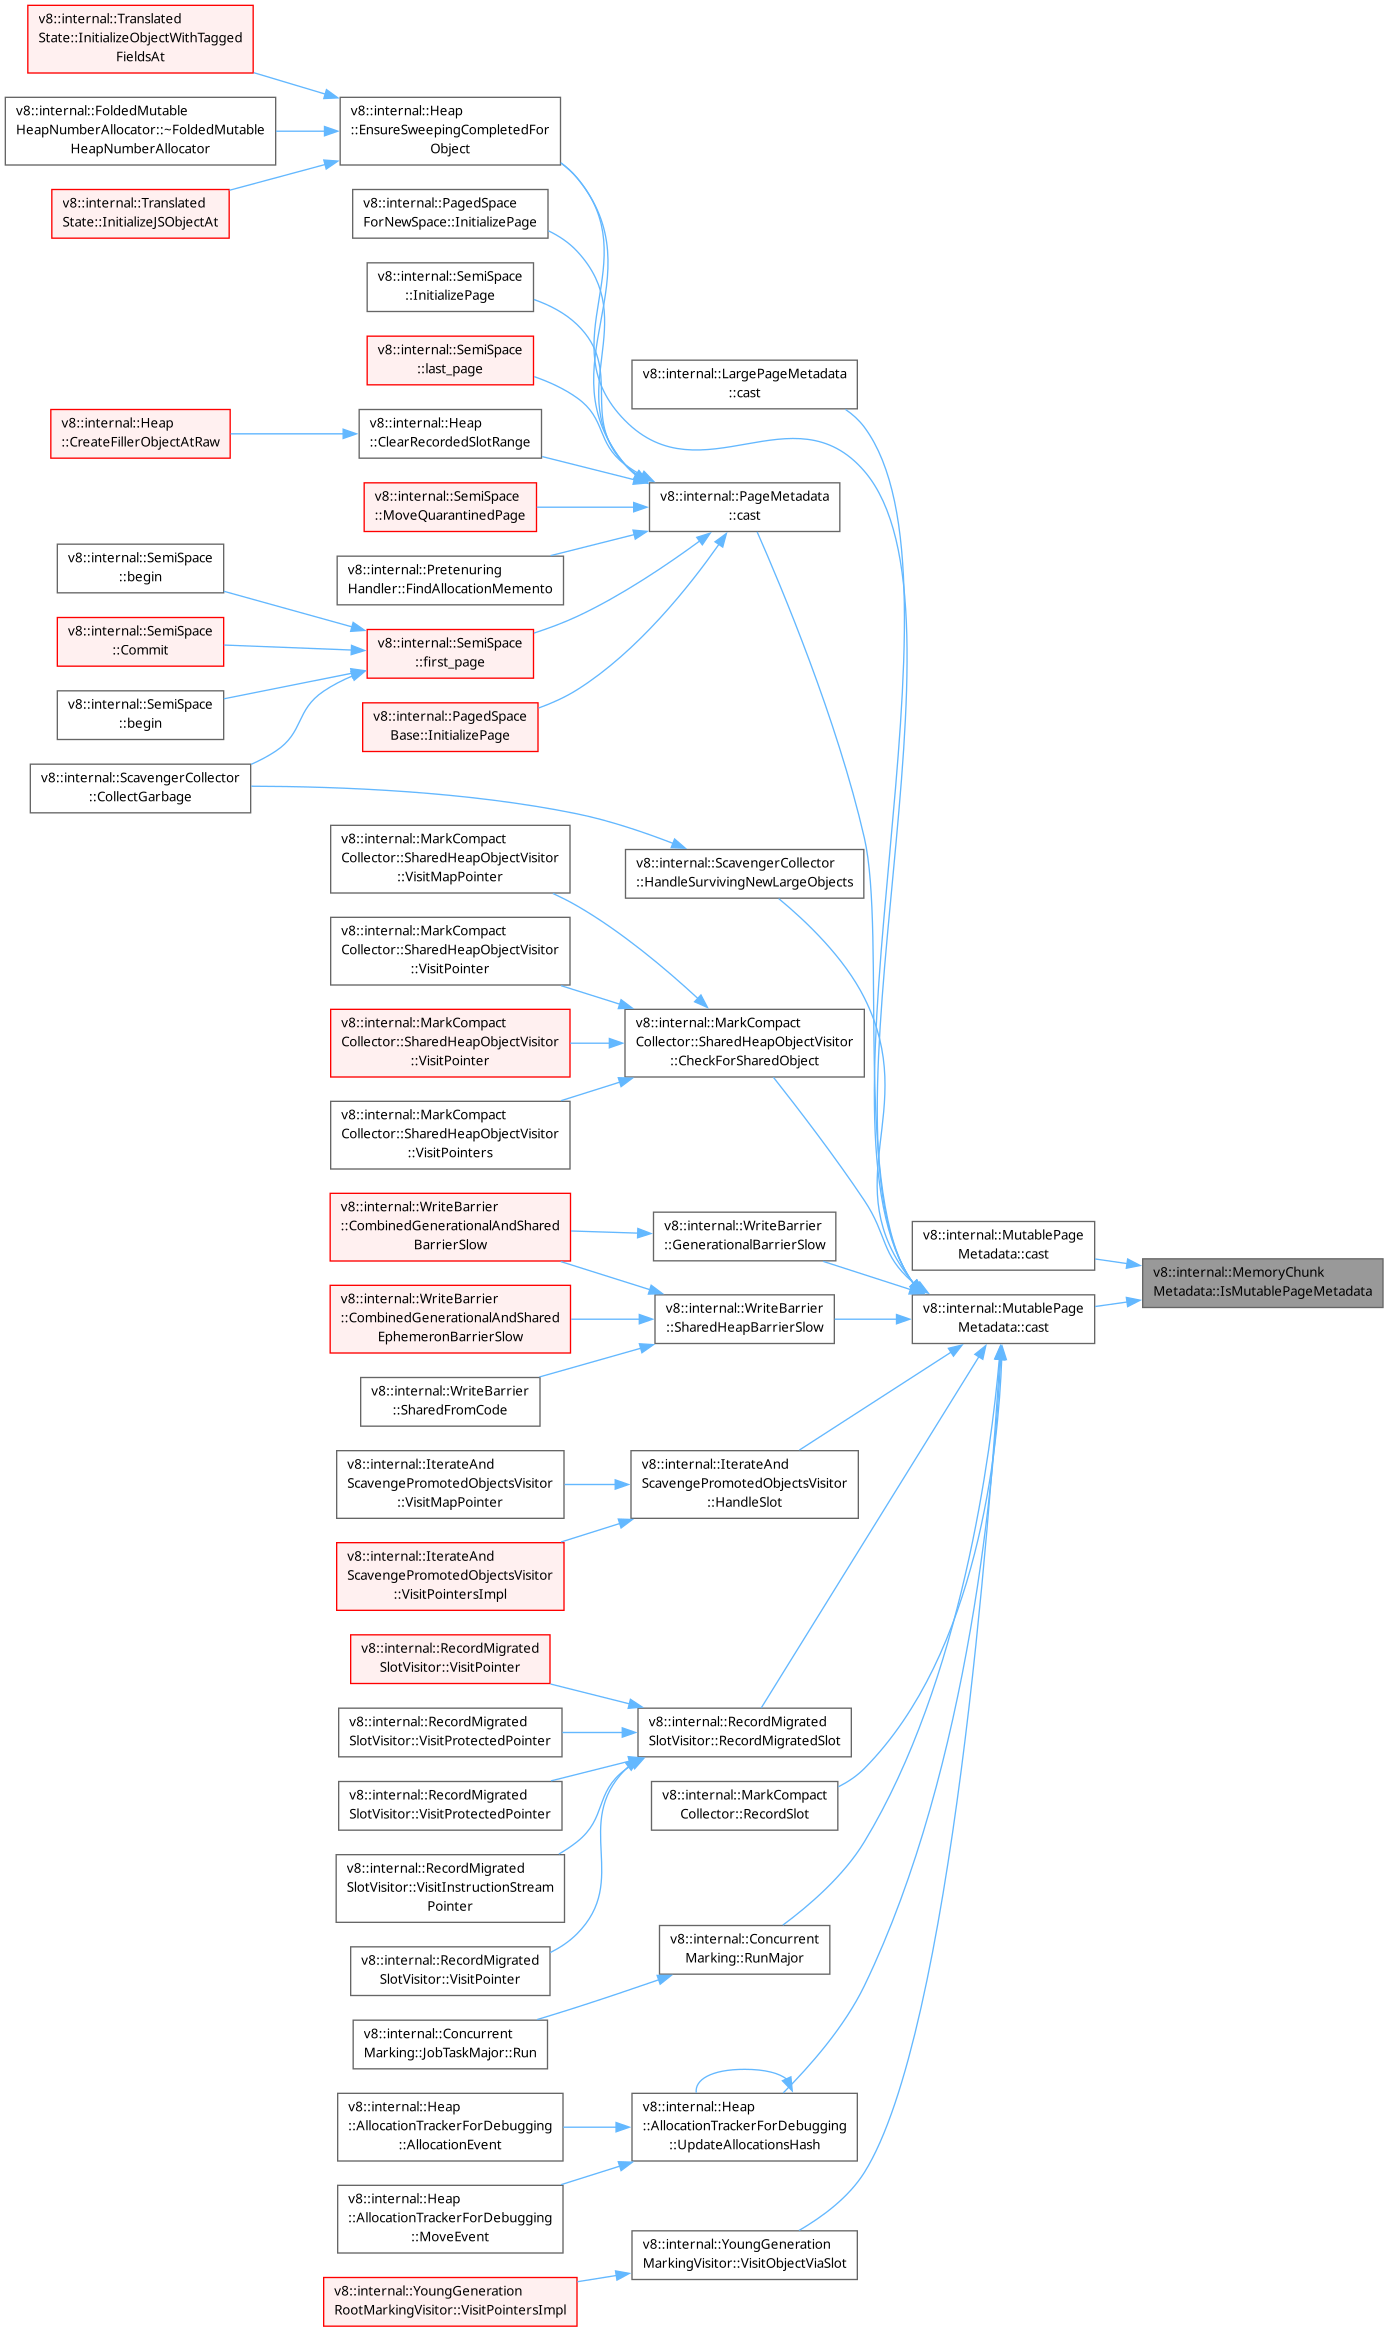 v8::internal::Translated
State::InitializeObjectWithTagged
FieldsAt
v8::internal::FoldedMutable
HeapNumberAllocator::~FoldedMutable
HeapNumberAllocator
v8::internal::Heap
::EnsureSweepingCompletedFor
Object
v8::internal::Translated
State::InitializeJSObjectAt
v8::internal::PagedSpace
ForNewSpace::InitializePage
v8::internal::SemiSpace
::InitializePage
v8::internal::SemiSpace
::last_page
v8::internal::LargePageMetadata
::cast
v8::internal::Heap
::CreateFillerObjectAtRaw
v8::internal::Heap
::ClearRecordedSlotRange
v8::internal::SemiSpace
::MoveQuarantinedPage
v8::internal::PageMetadata
::cast
v8::internal::Pretenuring
Handler::FindAllocationMemento
v8::internal::SemiSpace
::begin
v8::internal::SemiSpace
::Commit
v8::internal::SemiSpace
::first_page
v8::internal::SemiSpace
::begin
v8::internal::PagedSpace
Base::InitializePage
v8::internal::ScavengerCollector
::CollectGarbage
v8::internal::MarkCompact
Collector::SharedHeapObjectVisitor
::VisitMapPointer
v8::internal::ScavengerCollector
::HandleSurvivingNewLargeObjects
v8::internal::MarkCompact
Collector::SharedHeapObjectVisitor
::VisitPointer
v8::internal::MarkCompact
Collector::SharedHeapObjectVisitor
::VisitPointer
v8::internal::MarkCompact
Collector::SharedHeapObjectVisitor
::CheckForSharedObject
v8::internal::MarkCompact
Collector::SharedHeapObjectVisitor
::VisitPointers
v8::internal::WriteBarrier
::CombinedGenerationalAndShared
BarrierSlow
v8::internal::WriteBarrier
::GenerationalBarrierSlow
v8::internal::MutablePage
Metadata::cast
v8::internal::MemoryChunk
Metadata::IsMutablePageMetadata
v8::internal::WriteBarrier
::CombinedGenerationalAndShared
EphemeronBarrierSlow
v8::internal::WriteBarrier
::SharedHeapBarrierSlow
v8::internal::MutablePage
Metadata::cast
v8::internal::WriteBarrier
::SharedFromCode
v8::internal::IterateAnd
ScavengePromotedObjectsVisitor
::VisitMapPointer
v8::internal::IterateAnd
ScavengePromotedObjectsVisitor
::HandleSlot
v8::internal::IterateAnd
ScavengePromotedObjectsVisitor
::VisitPointersImpl
v8::internal::RecordMigrated
SlotVisitor::VisitPointer
v8::internal::RecordMigrated
SlotVisitor::VisitProtectedPointer
v8::internal::RecordMigrated
SlotVisitor::RecordMigratedSlot
v8::internal::RecordMigrated
SlotVisitor::VisitProtectedPointer
v8::internal::MarkCompact
Collector::RecordSlot
v8::internal::RecordMigrated
SlotVisitor::VisitInstructionStream
Pointer
v8::internal::RecordMigrated
SlotVisitor::VisitPointer
v8::internal::Concurrent
Marking::RunMajor
v8::internal::Concurrent
Marking::JobTaskMajor::Run
v8::internal::Heap
::AllocationTrackerForDebugging
::AllocationEvent
v8::internal::Heap
::AllocationTrackerForDebugging
::UpdateAllocationsHash
v8::internal::Heap
::AllocationTrackerForDebugging
::MoveEvent
v8::internal::YoungGeneration
MarkingVisitor::VisitObjectViaSlot
v8::internal::YoungGeneration
RootMarkingVisitor::VisitPointersImpl